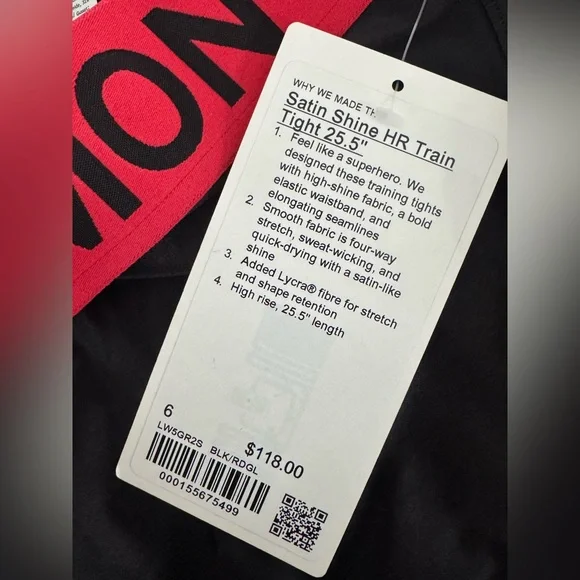 MION
WHY WE MADE TH
Satin Shine HR Train
Tight 25.5"
1. Feel like a superhero. We
designed these training tights
with high-shine fabric, a bold
elastic waistband, and
elongating seamlines
2. Smooth fabric is four-way
stretch, sweat-wicking, and
quick-drying with a satin-like
shine
3. Added Lycra® fibre for stretch
and shape retention
4. High rise, 25.5" length
6
LW5GR2S BLK/RDGL
$118.00
000155675499